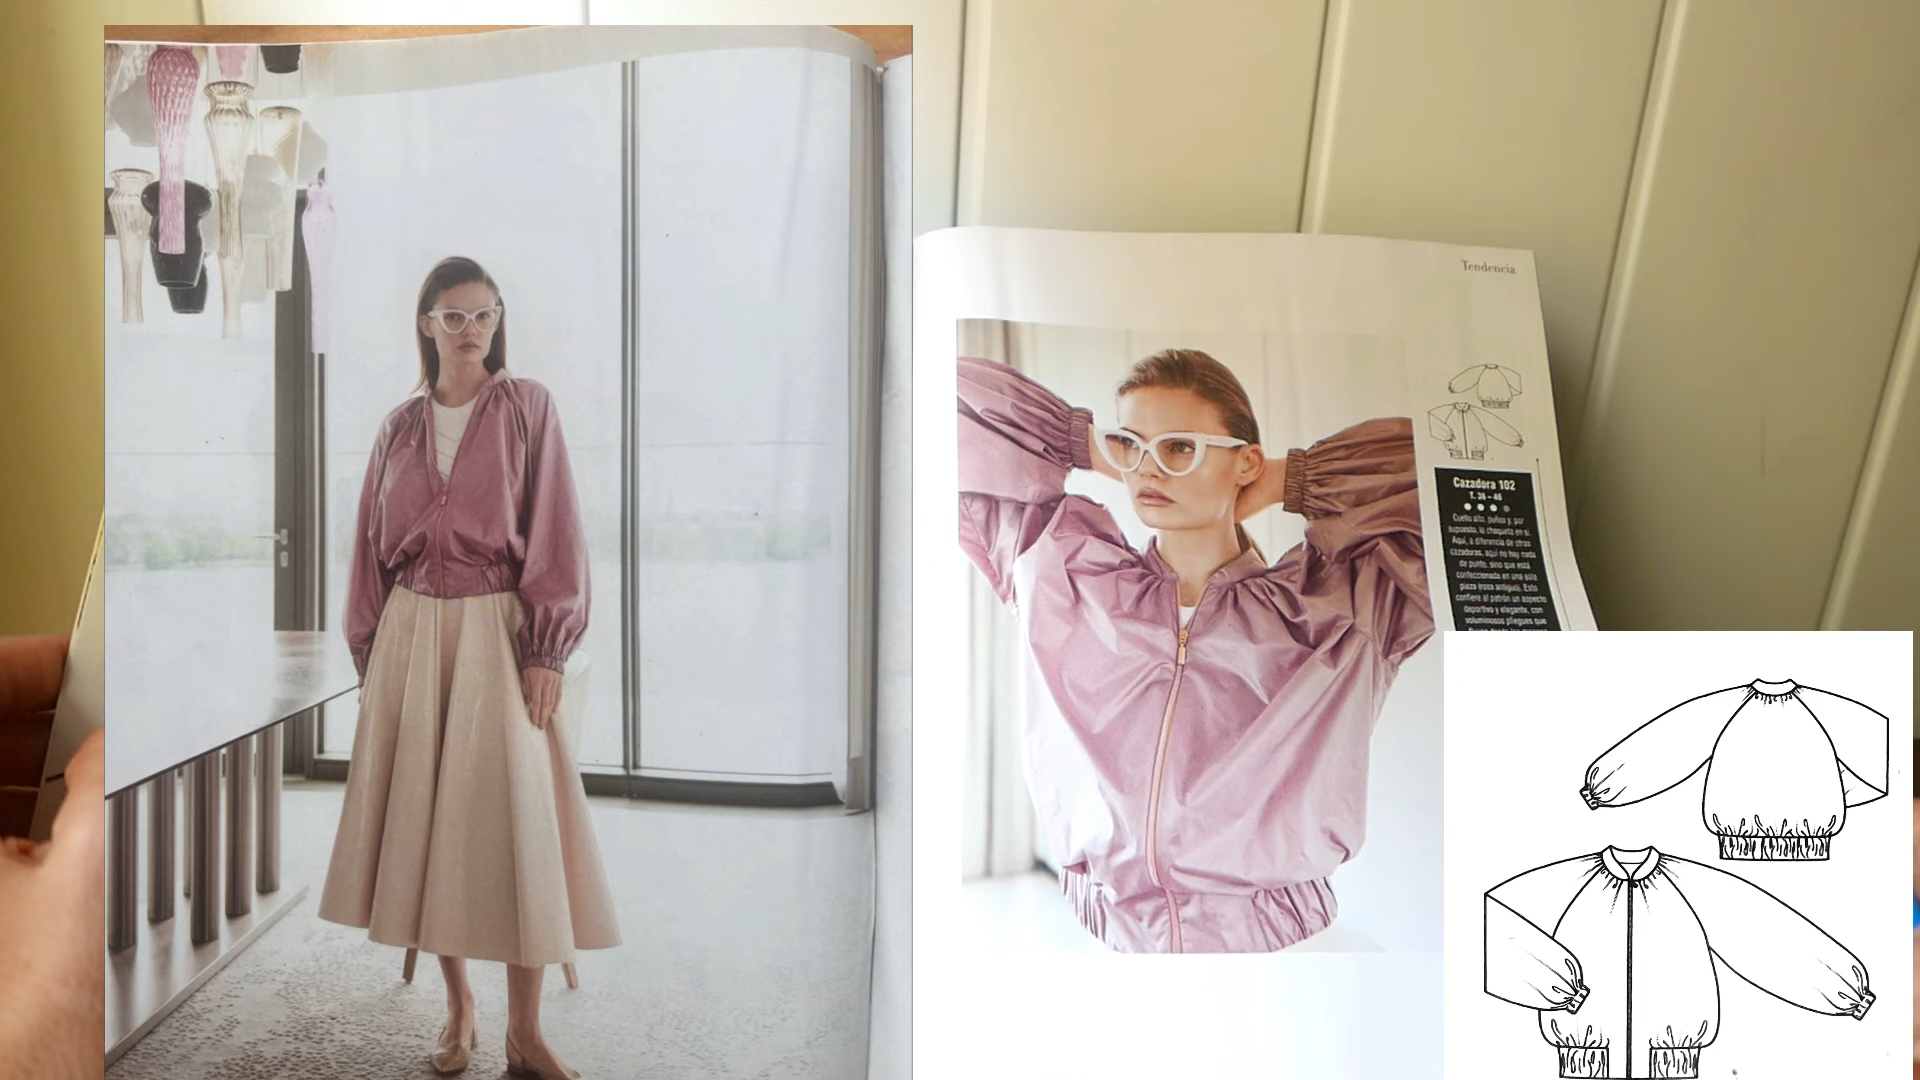 Tendencia
Cazadora 102
T. 36 - 46
Cuello alto, puños y, por
supuesto, la chaqueta en sí.
Aquí, a diferencia de otras
cazadoras, aquí no hay nada
de punto, sino que está
confeccionada en una sola
pieza (rosa antiguo). Esto
confiere al patrón un aspecto
deportivo y elegante, con
voluminosos pliegues que